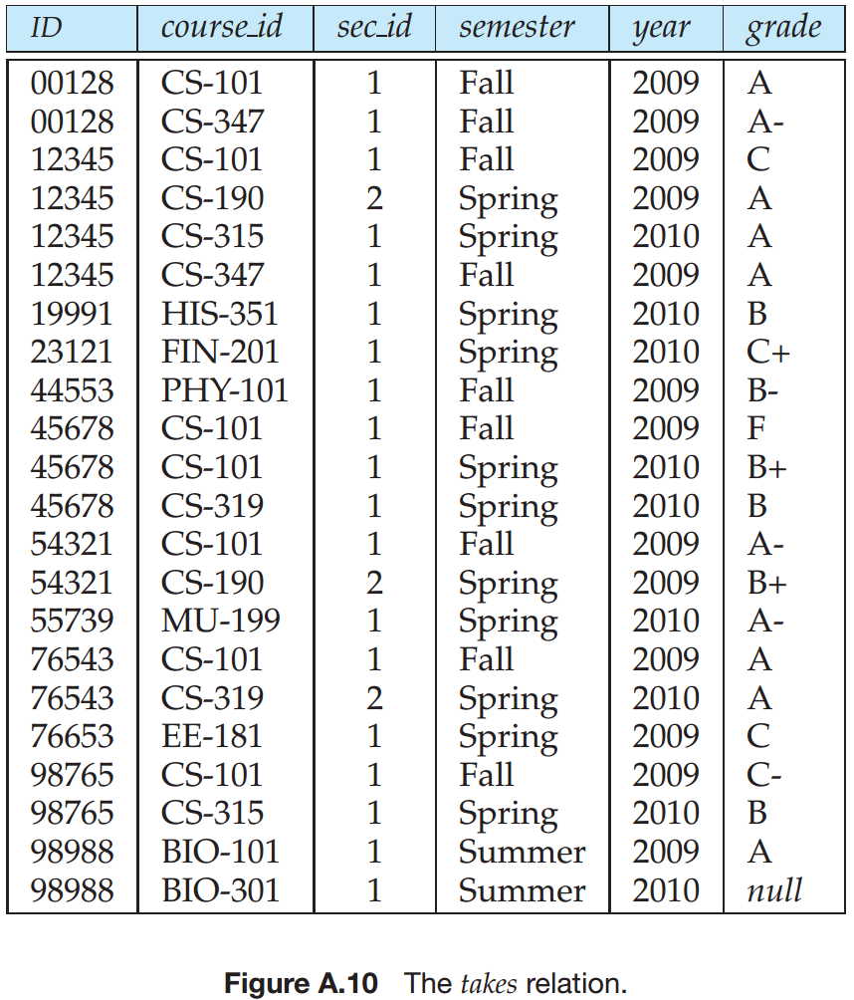 ID course_id sec_id semester year grade
00128 CS-101 1 Fall 2009 A
00128 CS-347 1 Fall 2009 A-
12345 CS-101 1 Fall 2009 C
12345 CS-190 2 Spring 2009 A
12345 CS-315 1 Spring 2010 A
12345 CS-347 1 Fall 2009 A
19991 HIS-351 1 Spring 2010 B
23121 FIN-201 1 Spring 2010 C+
44553 PHY-101 1 Fall 2009 B-
45678 CS-101 1 Fall 2009 F
45678 CS-101 1 Spring 2010 B+
45678 CS-319 1 Spring 2010 B
54321 CS-101 1 Fall 2009 A-
54321 CS-190 2 Spring 2009 B+
55739 MU-199 1 Spring 2010 A-
76543 CS-101 1 Fall 2009 A
76543 CS-319 2 Spring 2010 A
76653 EE-181 1 Spring 2009 C
98765 CS-101 1 Fall 2009 C-
98765 CS-315 1 Spring 2010 B
98988 BIO-101 1 Summer 2009 A
98988 BIO-301 1 Summer 2010 null
Figure A.10 The takes relation.